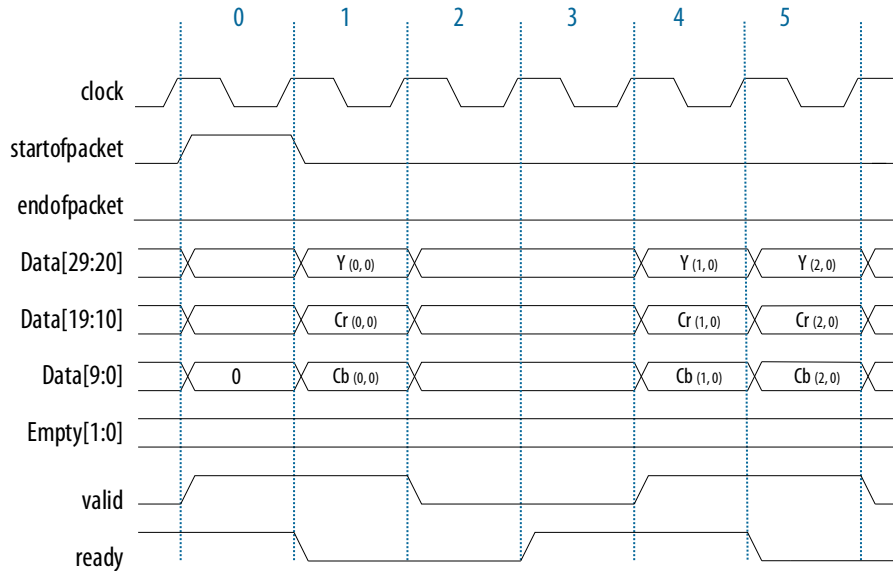 0 1 2 3 4 5
clock
startofpacket
endofpacket
Data[29:20] Y (0, 0) Y (1, 0) Y (2, 0)
Data[19:10] Cr (0, 0) Cr (1, 0) Cr (2, 0)
Data[9:0] 0 Cb (0, 0) Cb (1, 0) Cb (2, 0)
Empty[1:0]
valid
ready